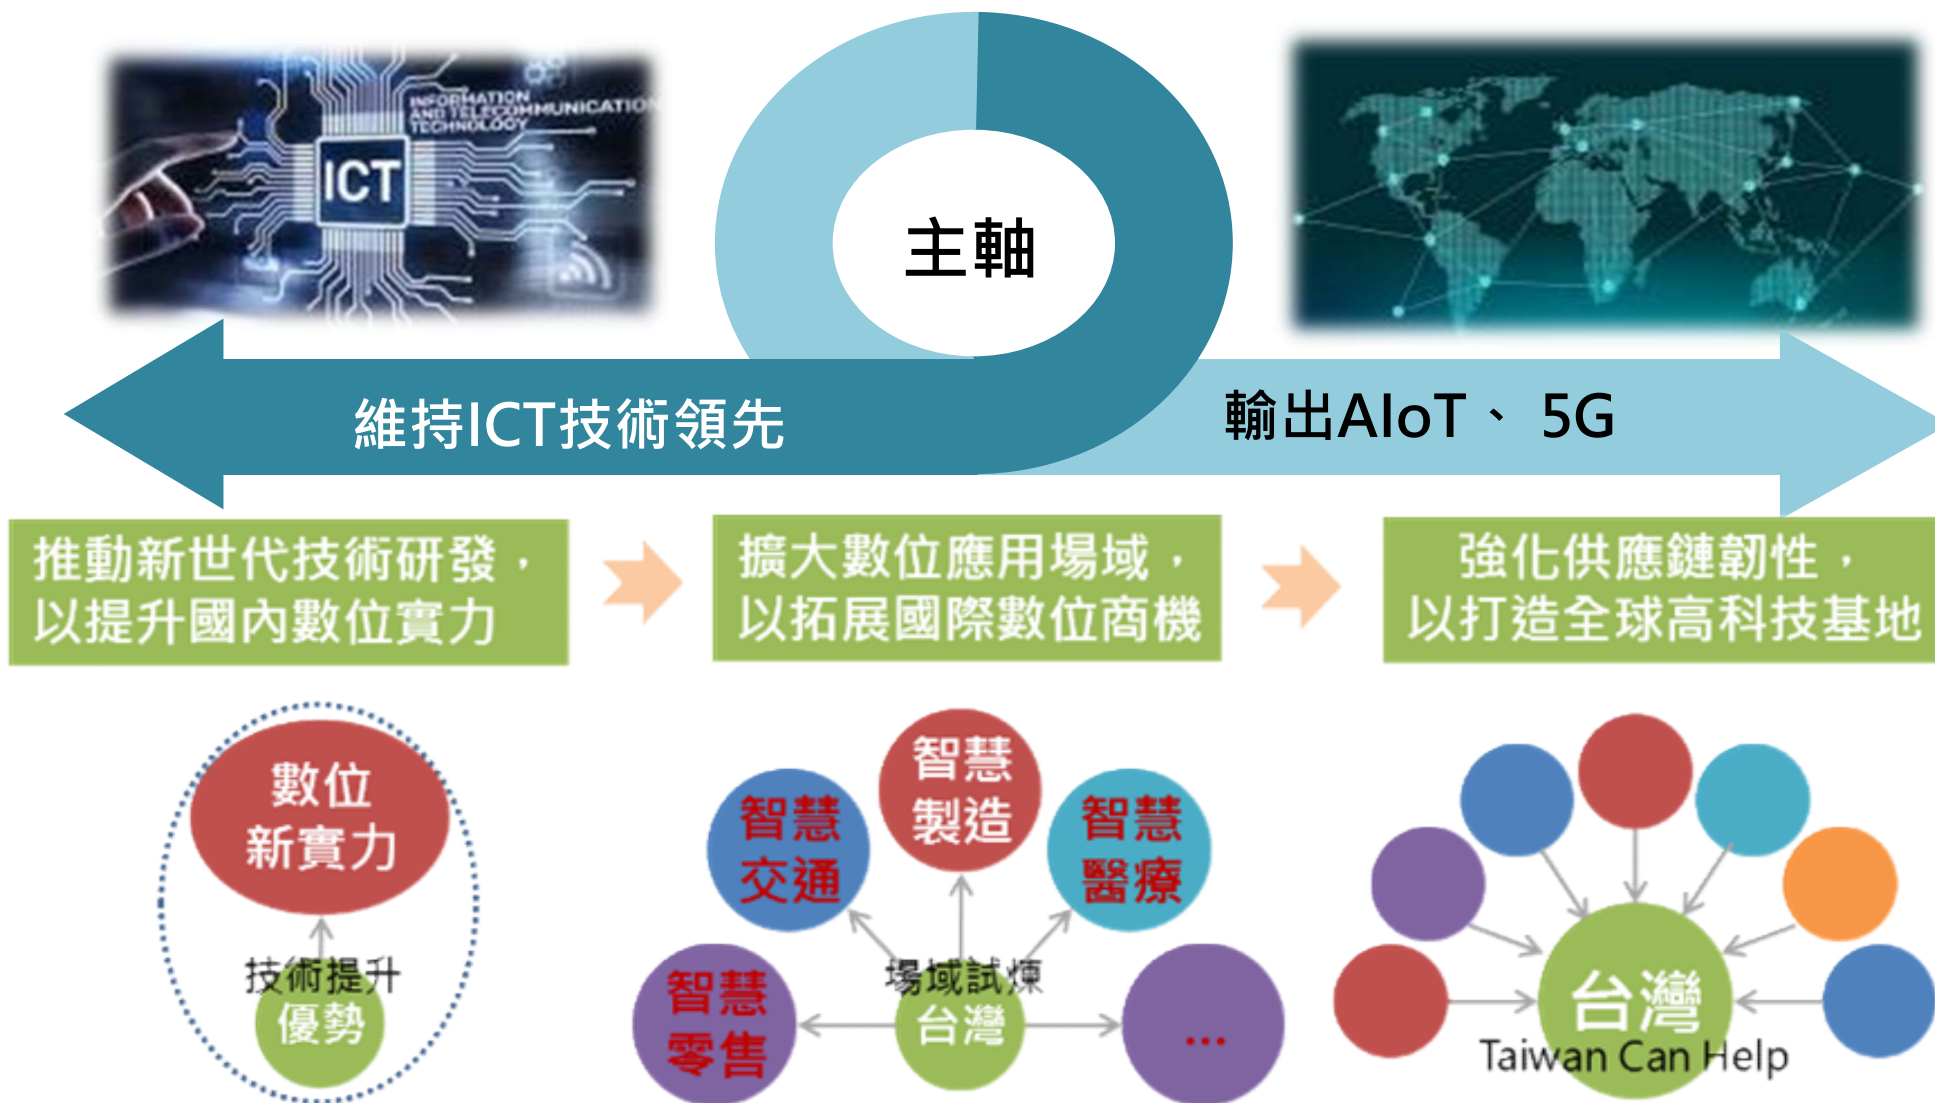 INFORMATION
AND TELECOMMUNICATION
TECHNOLOGY
ICT
主軸
維持ICT技術領先
輸出AIoT、 5G
推動新世代技術研發，
以提升國內數位實力
擴大數位應用場域，
以拓展國際數位商機
強化供應鏈韌性，
以打造全球高科技基地
數位
新實力
技術提升
優勢
智慧
交通
智慧
製造
智慧
醫療
智慧
零售
場域試煉
台灣
...
台灣
Taiwan Can Help